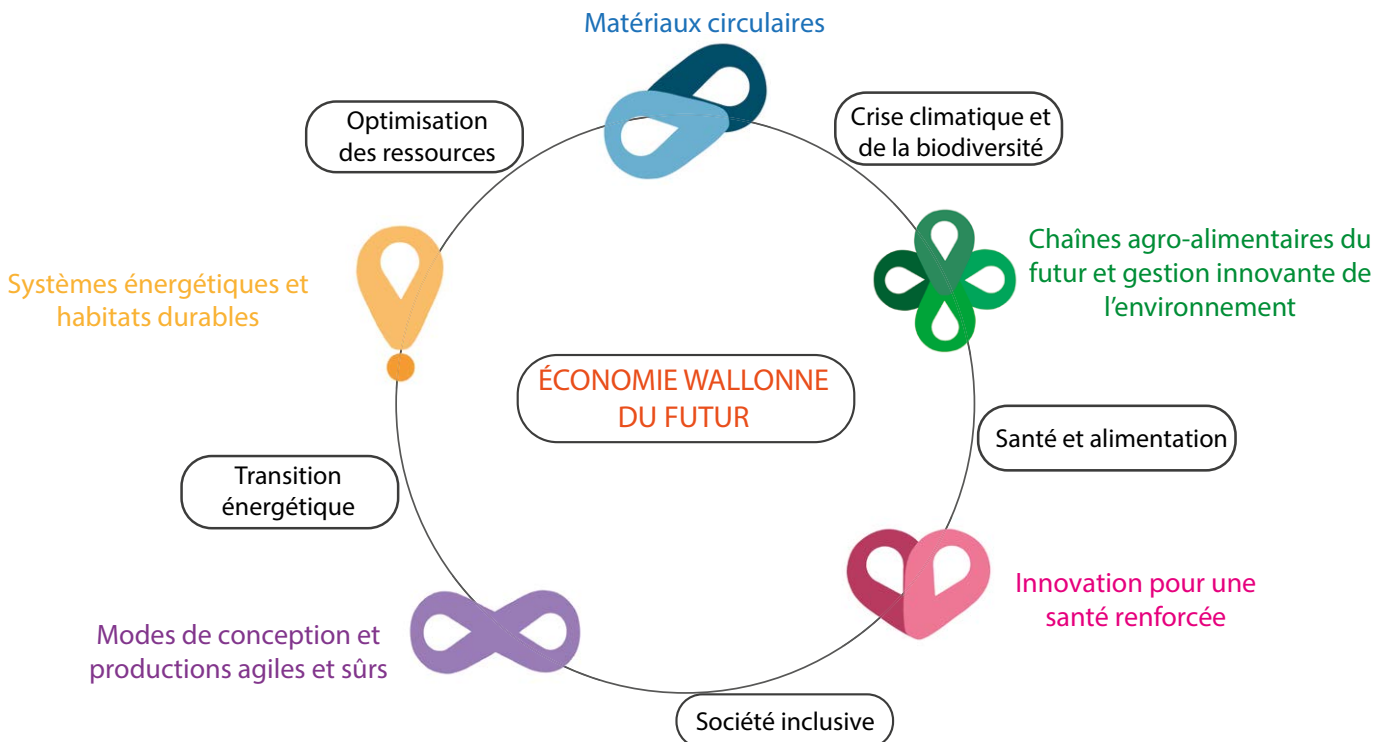 Matériaux circulaires
Optimisation
des ressources
Crise climatique et
de la biodiversité
Chaînes agro-alimentaires du
futur et gestion innovante de
l'environnement
Systèmes énergétiques et
habitats durables
ÉCONOMIE WALLONNE
DU FUTUR
Santé et alimentation
Transition
énergétique
Innovation pour une
santé renforcée
Modes de conception et
productions agiles et sûrs
Société inclusive